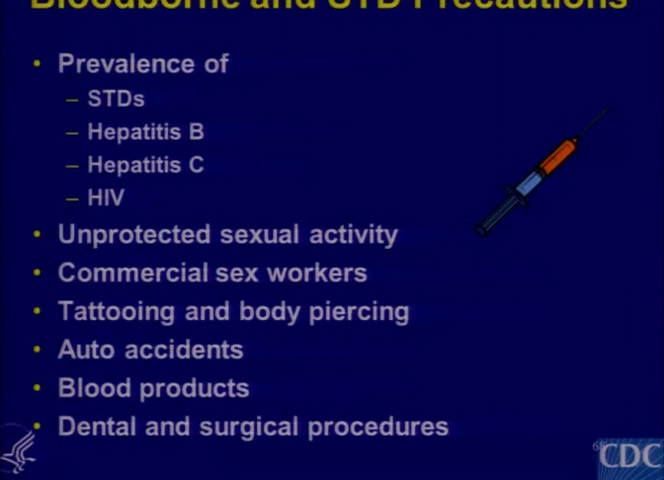 Bloodborne and STD Precautions
• Prevalence of
– STDs
– Hepatitis B
– Hepatitis C
– HIV
• Unprotected sexual activity
• Commercial sex workers
• Tattooing and body piercing
• Auto accidents
• Blood products
• Dental and surgical procedures
CDC